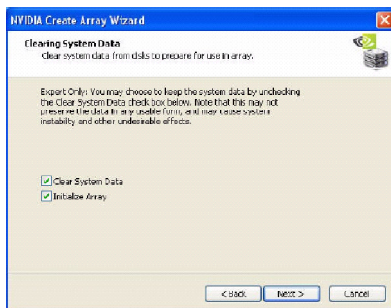 NVIDIA Create Array Wizard
Clearing System Data
Clear system data from disks to prepare for use in array.
Expert Only: You may choose to keep the system data by unchecking
the Clear System Data check box below. Note that this may not
preserve the data in any usable form, and may cause system
instability and other undesirable effects.
Clear System Data
Initialize Array
< Back
Next >
Cancel